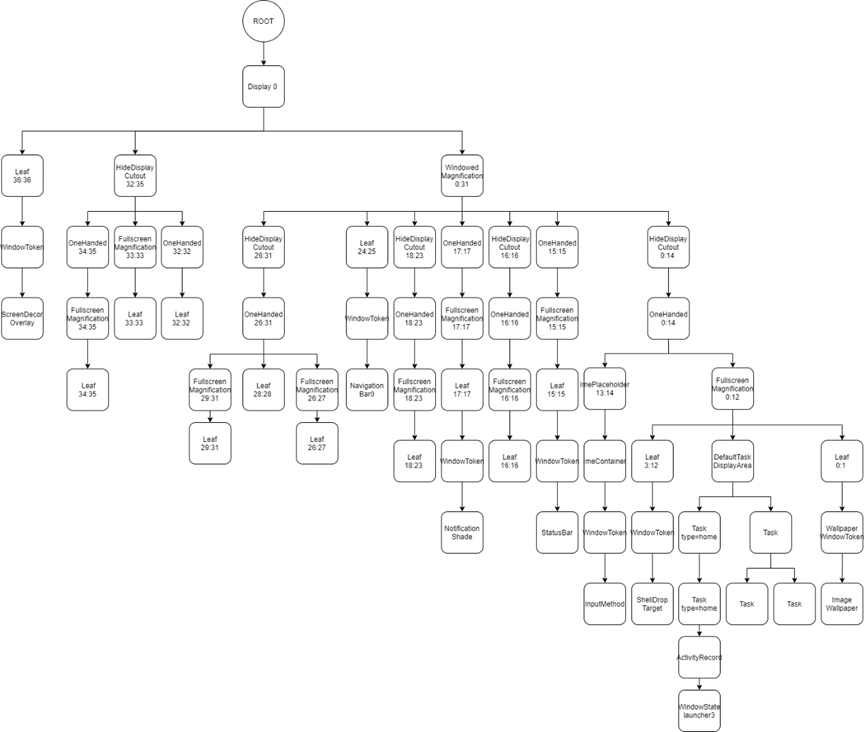 ROOT
Display 0
Leaf
36:36
HideDisplay
Cutout
32:35
Windowed
Magnification
0:31
WindowToken
OneHanded
34:35
Fullscreen
Magnification
33:33
OneHanded
32:32
HideDisplay
Cutout
26:31
Leaf
24:25
HideDisplay
Cutout
18:23
OneHanded
17:17
HideDisplay
Cutout
16:16
OneHanded
15:15
HideDisplay
Cutout
0:14
ScreenDecor
Overlay
Fullscreen
Magnification
34:35
Leaf
33:33
Leaf
32:32
OneHanded
26:31
WindowToken
OneHanded
18:23
Fullscreen
Magnification
17:17
OneHanded
16:16
Fullscreen
Magnification
15:15
OneHanded
0:14
Leaf
34:35
Fullscreen
Magnification
29:31
Leaf
28:28
Fullscreen
Magnification
26:27
Navigation
Bar0
Fullscreen
Magnification
18:23
Leaf
17:17
Fullscreen
Magnification
16:16
Leaf
15:15
ImePlaceholder
13:14
Fullscreen
Magnification
0:12
Leaf
29:31
Leaf
26:27
Leaf
18:23
WindowToken
Leaf
16:16
WindowToken
ImeContainer
Leaf
3:12
DefaultTask
DisplayArea
Leaf
0:1
Notification
Shade
StatusBar
WindowToken
WindowToken
Task
type=home
Task
Wallpaper
WindowToken
InputMethod
ShellDrop
Target
Task
type=home
Task
Task
Image
Wallpaper
ActivityRecord
WindowState
launcher3